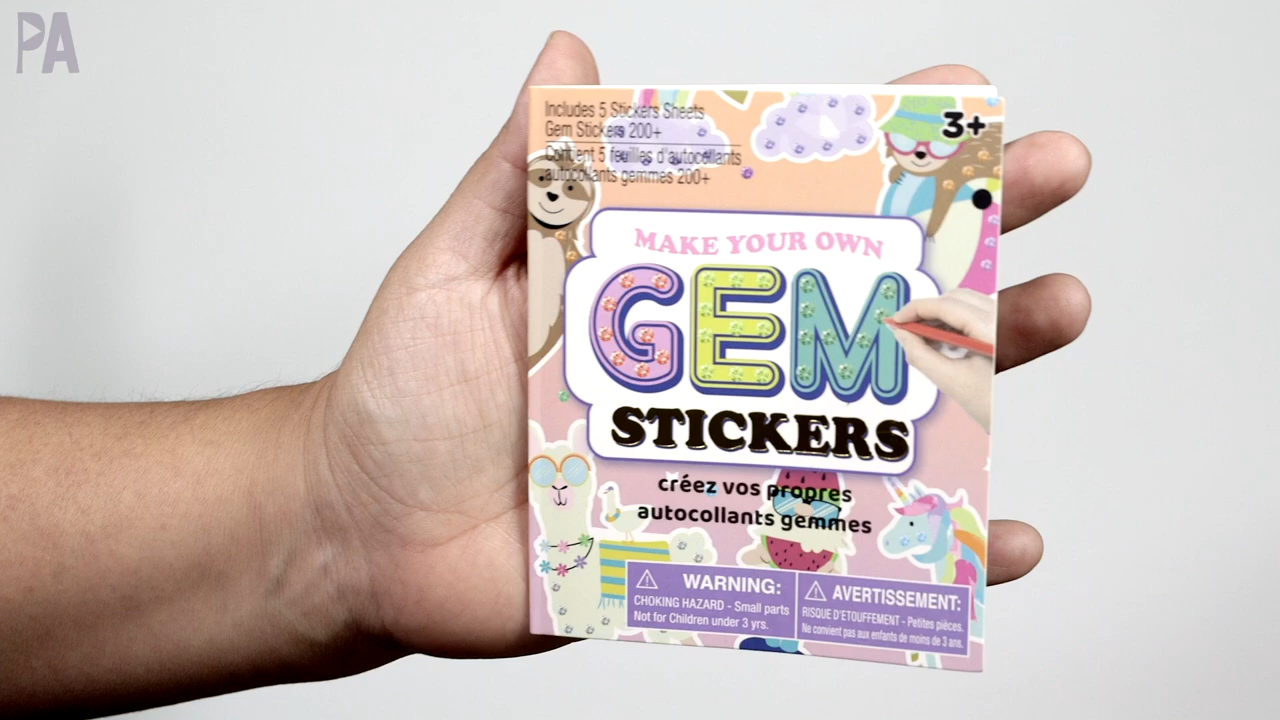 PA
Includes 5 Stickers Sheets
Gem Stickers 200+
Contient 5 feuilles d'autocollants
autocollants gemmes 200+
3+
MAKE YOUR OWN
GEM
STICKERS
créez vos propres
autocollants gemmes
WARNING:
CHOKING HAZARD - Small parts
Not for Children under 3 yrs.
AVERTISSEMENT:
RISQUE D'ETOUFFEMENT - Petites pièces.
Ne convient pas aux enfants de moins de 3 ans.